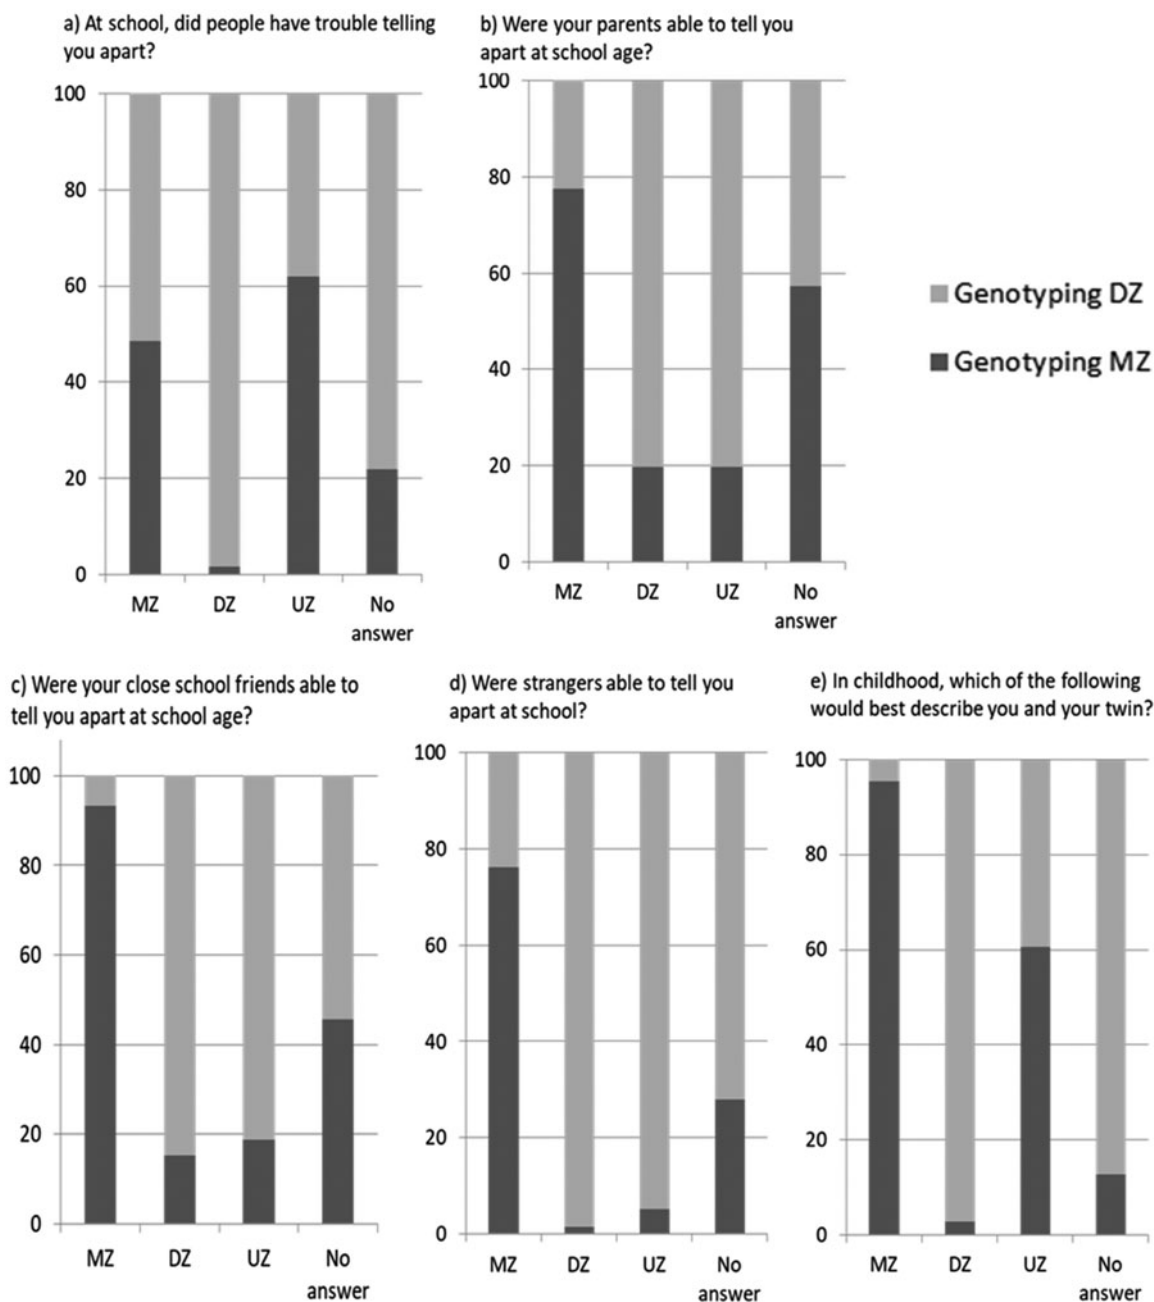 a) At school, did people have trouble telling
you apart?
100
80
60
40
20
0
MZ DZ UZ No
answer
b) Were your parents able to tell you
apart at school age?
100
80
60
40
20
0
MZ DZ UZ No
answer
Genotyping DZ
Genotyping MZ
c) Were your close school friends able to
tell you apart at school age?
100
80
60
40
20
0
MZ DZ UZ No
answer
d) Were strangers able to tell you
apart at school?
100
80
60
40
20
0
MZ DZ UZ No
answer
e) In childhood, which of the following
would best describe you and your twin?
100
80
60
40
20
0
MZ DZ UZ No
answer